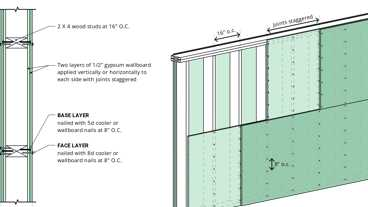 2 X 4 wood studs at 16" O.C.
Two layers of 1/2" gypsum wallboard
applied vertically or horizontally to
each side with joints staggered
BASE LAYER
nailed with 5d cooler or
wallboard nails at 8" O.C.
FACE LAYER
nailed with 8d cooler or
wallboard nails at 8" O.C.
16" o.c.
joints staggered
8" o.c.